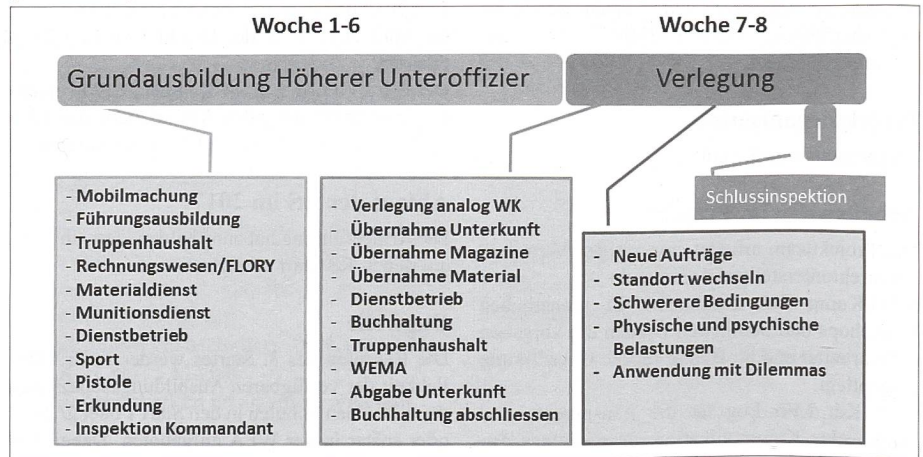 Woche 1-6
Woche 7-8
Grundausbildung Höherer Unteroffizier
Verlegung
I
Schlussinspektion
- Mobilmachung
- Führungsausbildung
- Truppenhaushalt
- Rechnungswesen/FLORY
- Materialdienst
- Munitionsdienst
- Dienstbetrieb
- Sport
- Pistole
- Erkundung
- Inspektion Kommandant
Verlegung analog WK
- Übernahme Unterkunft
- Übernahme Magazine
- Übernahme Material
- Dienstbetrieb
- Buchhaltung
- Truppenhaushalt
- WEMA
- Abgabe Unterkunft
- Buchhaltung abschliessen
- Neue Aufträge
- Standort wechseln
- Schwerere Bedingungen
- Physische und psychische
Belastungen
- Anwendung mit Dilemmas